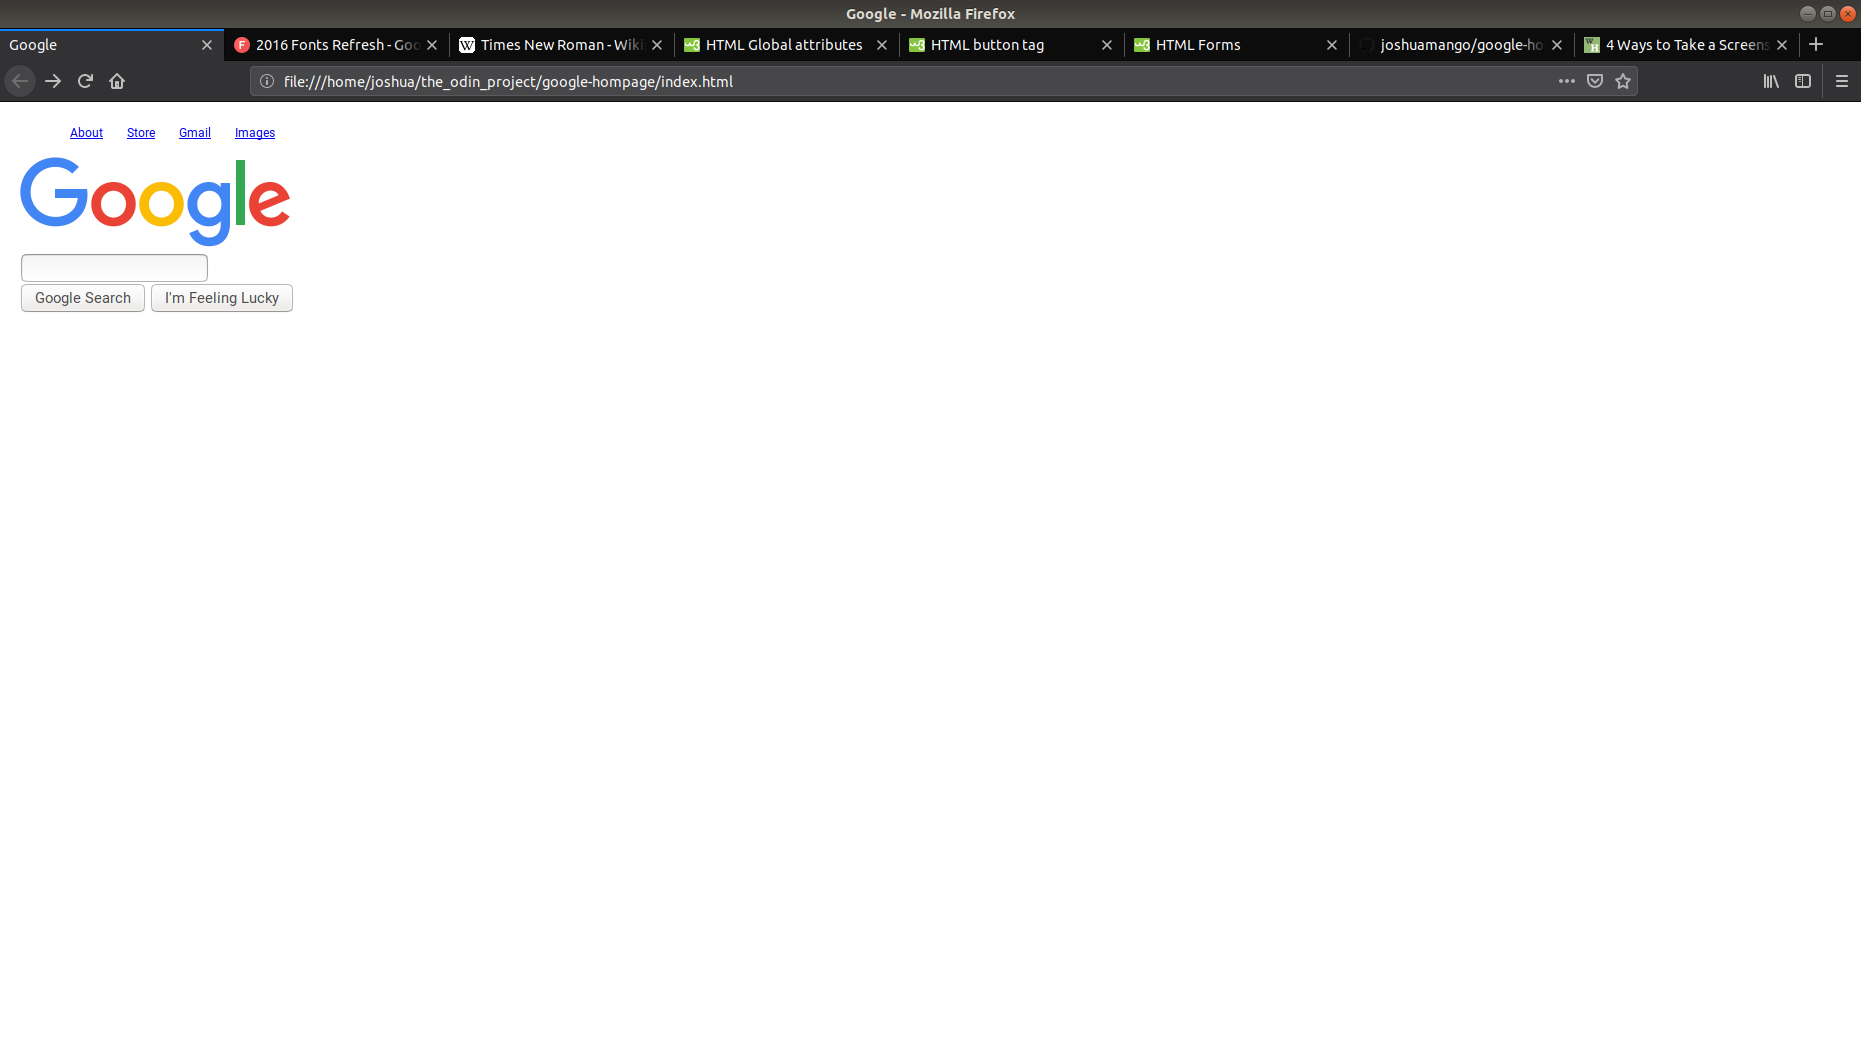 Google - Mozilla Firefox
Google
2016 Fonts Refresh - Goo
Times New Roman - Wiki
HTML Global attributes
HTML button tag
HTML Forms
joshuamango/google-ho
4 Ways to Take a Screens
file:///home/joshua/the_odin_project/google-hompage/index.html
About Store Gmail Images
Google
Google Search I'm Feeling Lucky